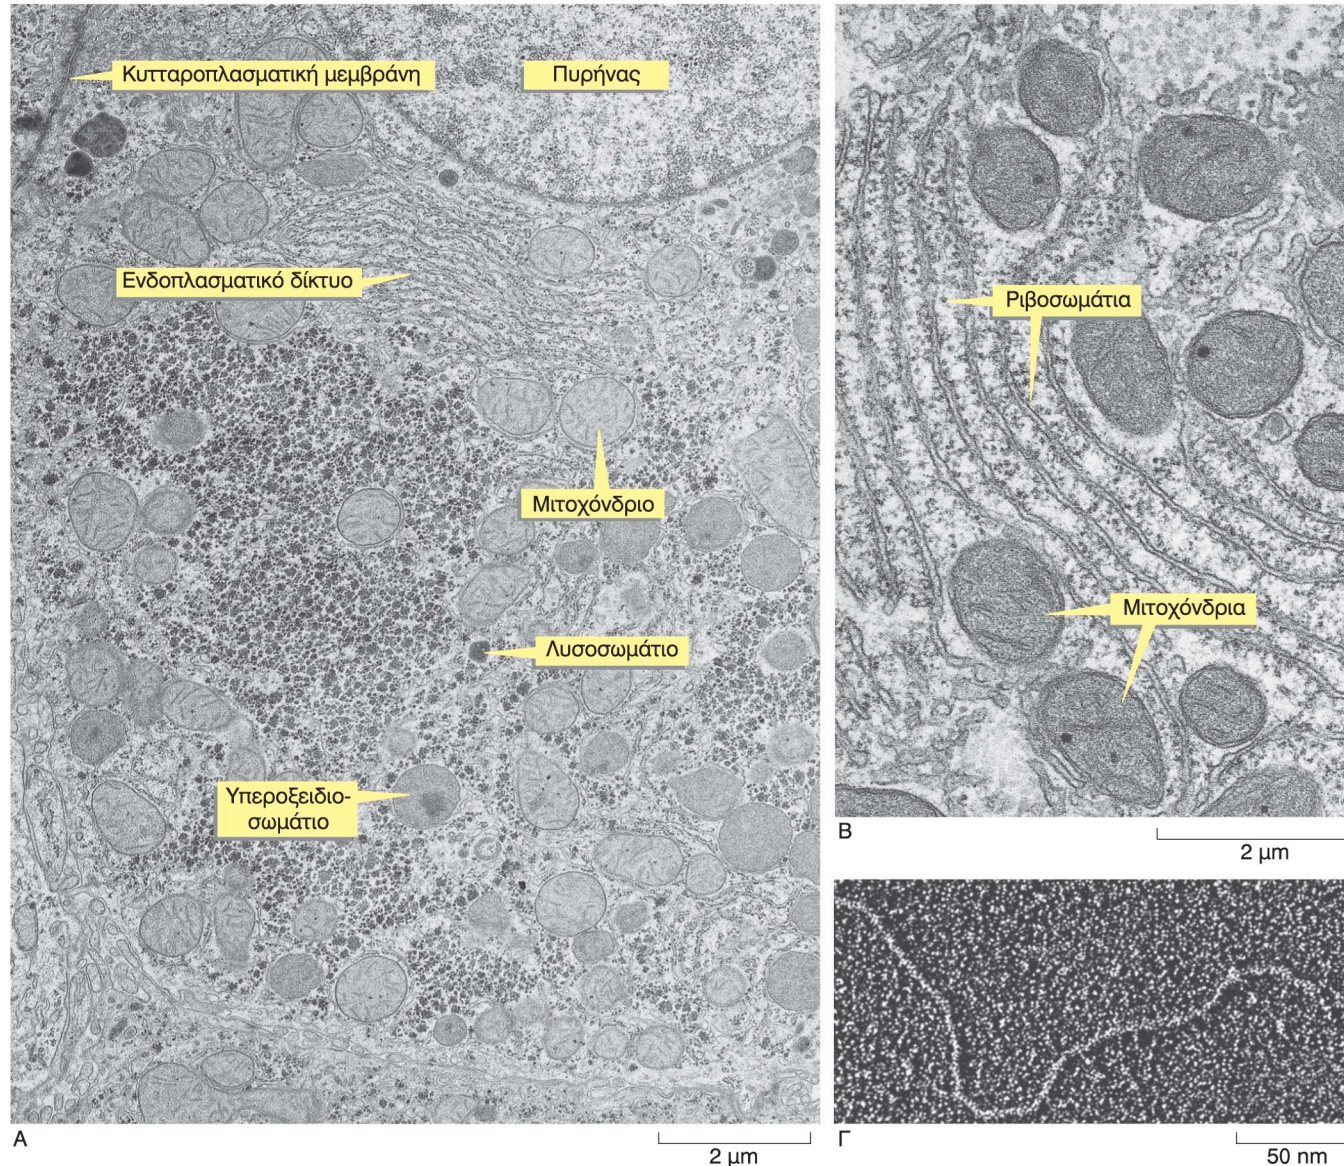 Κυτταροπλασματική μεμβράνη
Πυρήνας
Ενδοπλασματικό δίκτυο
Μιτοχόνδριο
Λυσοσωμάτιο
Υπεροξειδιο-
σωμάτιο
Α
2 μm
Ριβοσωμάτια
Μιτοχόνδρια
Β
2 μm
Γ
50 nm